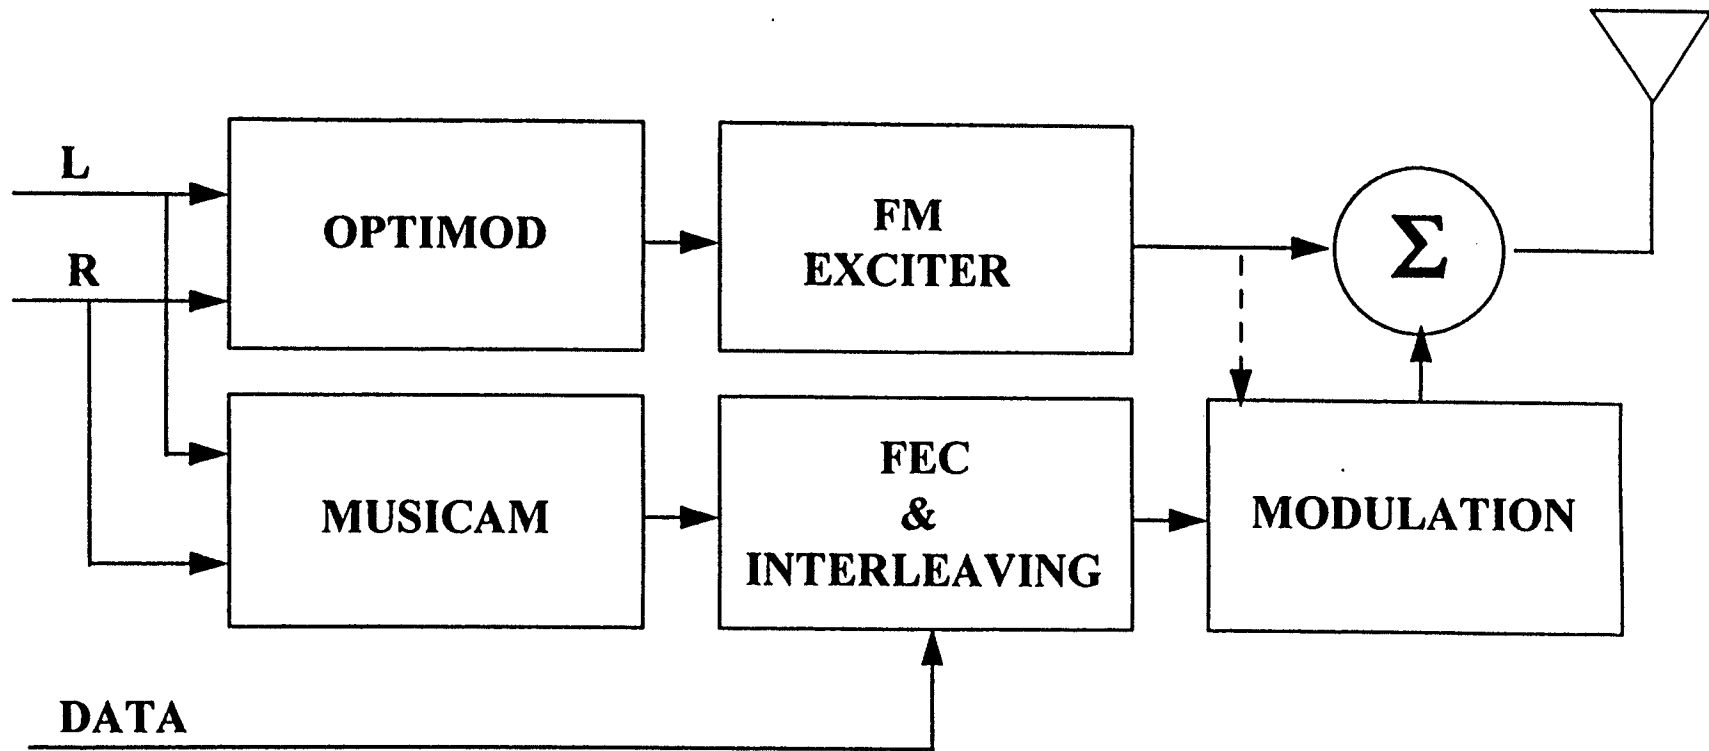 L
R
OPTIMOD
FM
EXCITER
Σ
MUSICAM
FEC
&
INTERLEAVING
MODULATION
DATA